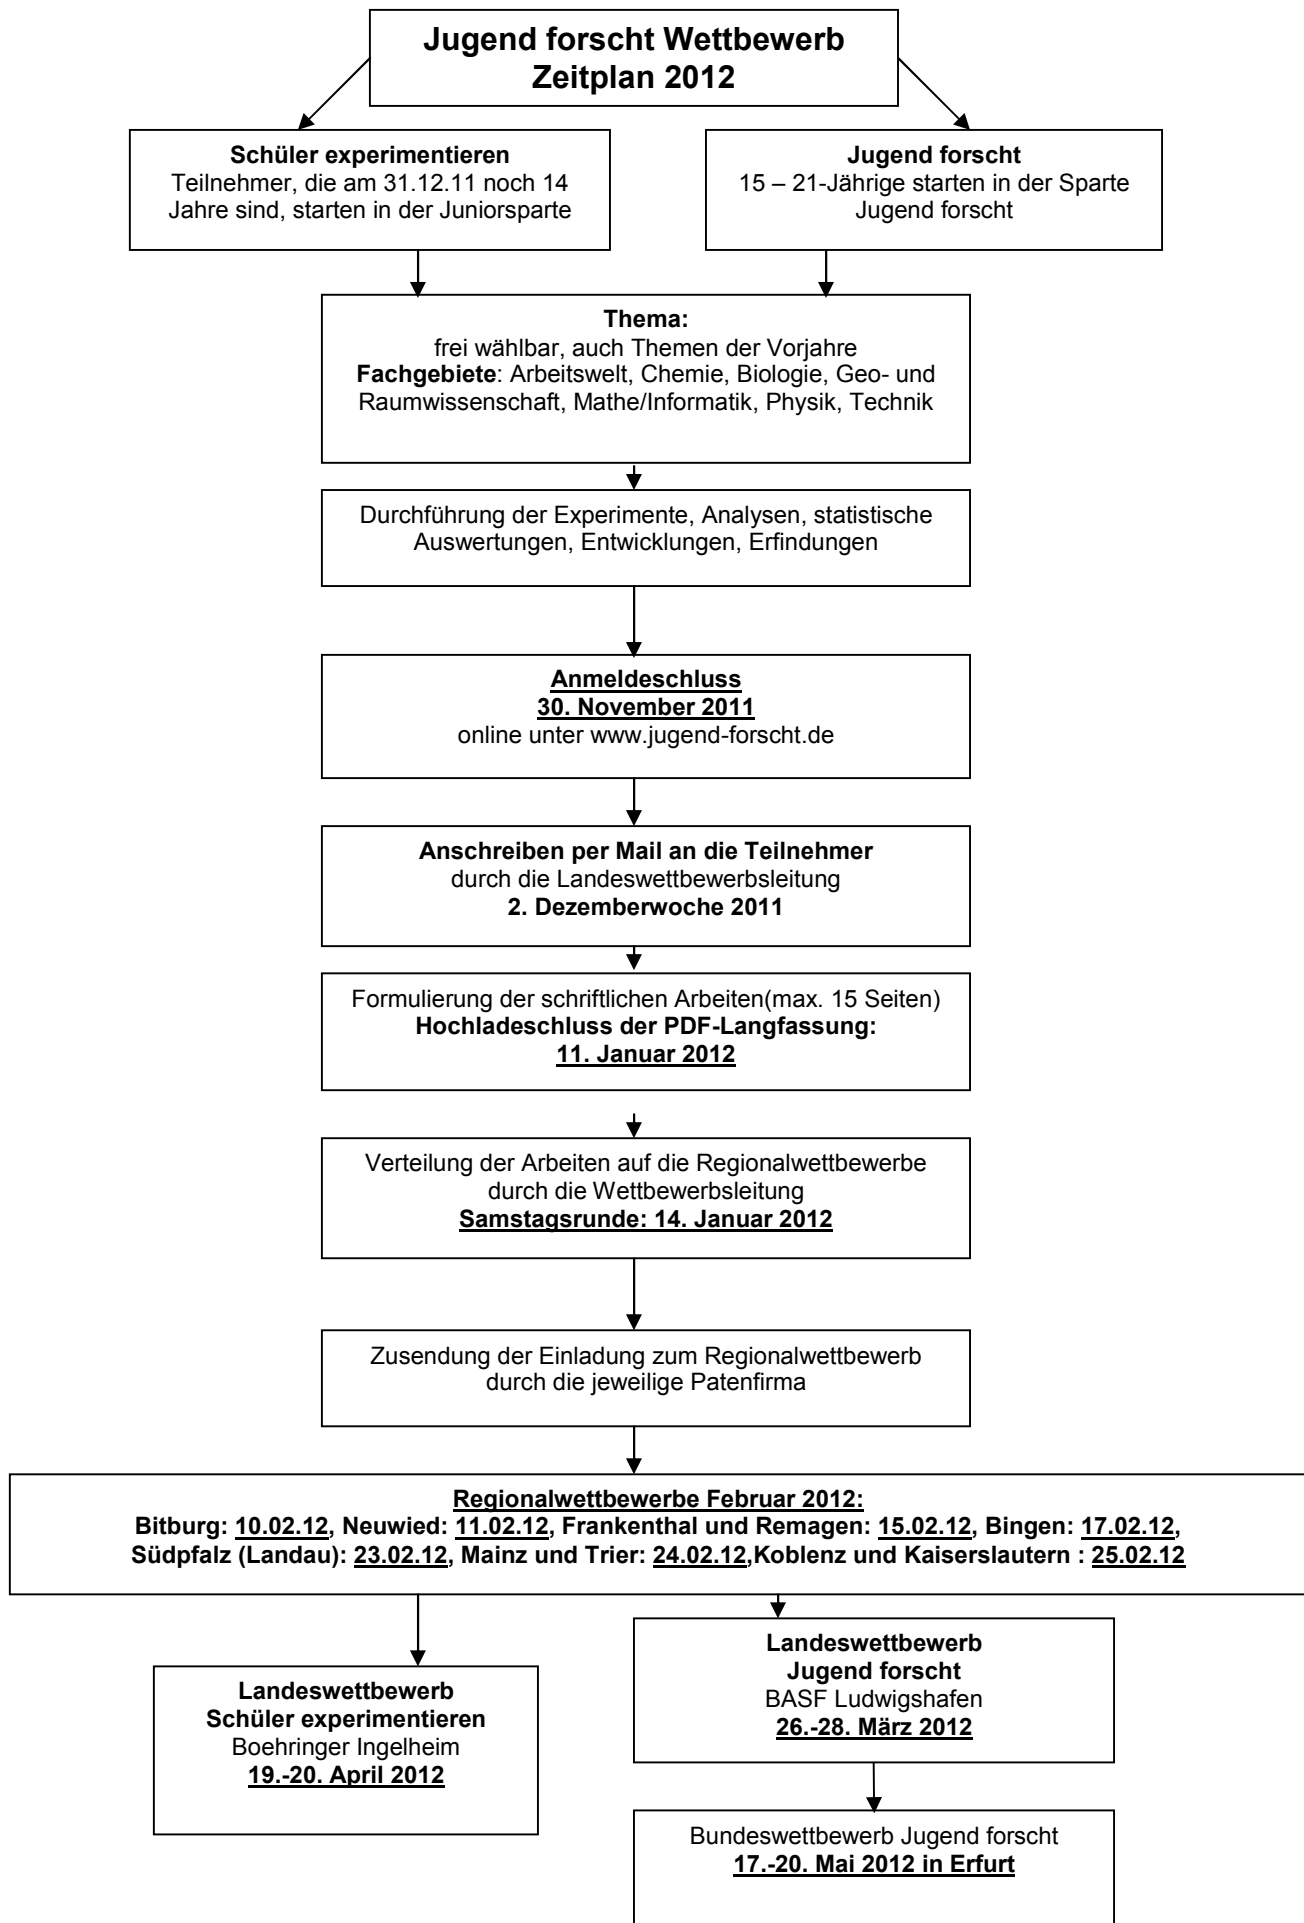 Jugend forscht Wettbewerb
Zeitplan 2012
Schüler experimentieren
Teilnehmer, die am 31.12.11 noch 14
Jahre sind, starten in der Juniorsparte
Jugend forscht
15 – 21-Jährige starten in der Sparte
Jugend forscht
Thema:
frei wählbar, auch Themen der Vorjahre
Fachgebiete: Arbeitswelt, Chemie, Biologie, Geo- und
Raumwissenschaft, Mathe/Informatik, Physik, Technik
Durchführung der Experimente, Analysen, statistische
Auswertungen, Entwicklungen, Erfindungen
Anmeldeschluss
30. November 2011
online unter www.jugend-forscht.de
Anschreiben per Mail an die Teilnehmer
durch die Landeswettbewerbsleitung
2. Dezemberwoche 2011
Formulierung der schriftlichen Arbeiten(max. 15 Seiten)
Hochladeschluss der PDF-Langfassung:
11. Januar 2012
Verteilung der Arbeiten auf die Regionalwettbewerbe
durch die Wettbewerbsleitung
Samstagsrunde: 14. Januar 2012
Zusendung der Einladung zum Regionalwettbewerb
durch die jeweilige Patenfirma
Regionalwettbewerbe Februar 2012:
Bitburg: 10.02.12, Neuwied: 11.02.12, Frankenthal und Remagen: 15.02.12, Bingen: 17.02.12,
Südpfalz (Landau): 23.02.12, Mainz und Trier: 24.02.12,Koblenz und Kaiserslautern : 25.02.12
Landeswettbewerb
Schüler experimentieren
Boehringer Ingelheim
19.-20. April 2012
Landeswettbewerb
Jugend forscht
BASF Ludwigshafen
26.-28. März 2012
Bundeswettbewerb Jugend forscht
17.-20. Mai 2012 in Erfurt